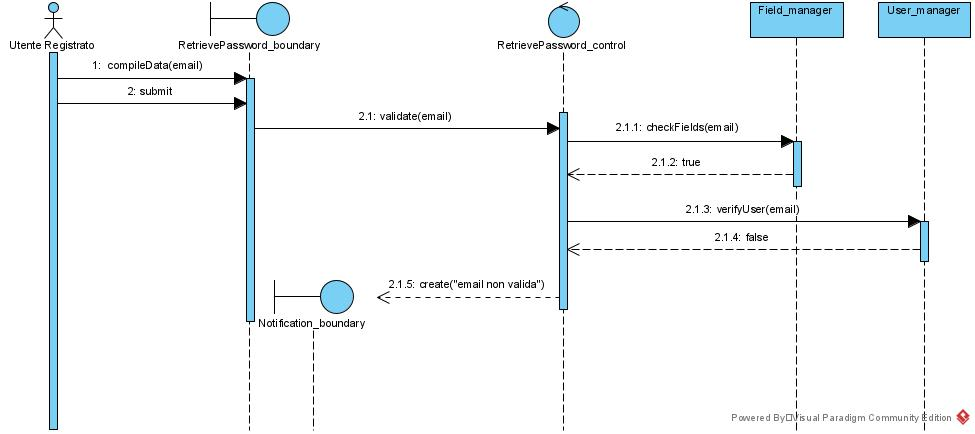 Field_manager
User_manager
Utente Registrato
RetrievePassword_boundary
RetrievePassword_control
1: compileData(email)
2: submit
2.1: validate(email)
2.1.1: checkFields(email)
2.1.2: true
2.1.3: verifyUser(email)
2.1.4: false
2.1.5: create("email non valida")
Notification_boundary
Powered By Visual Paradigm Community Edition